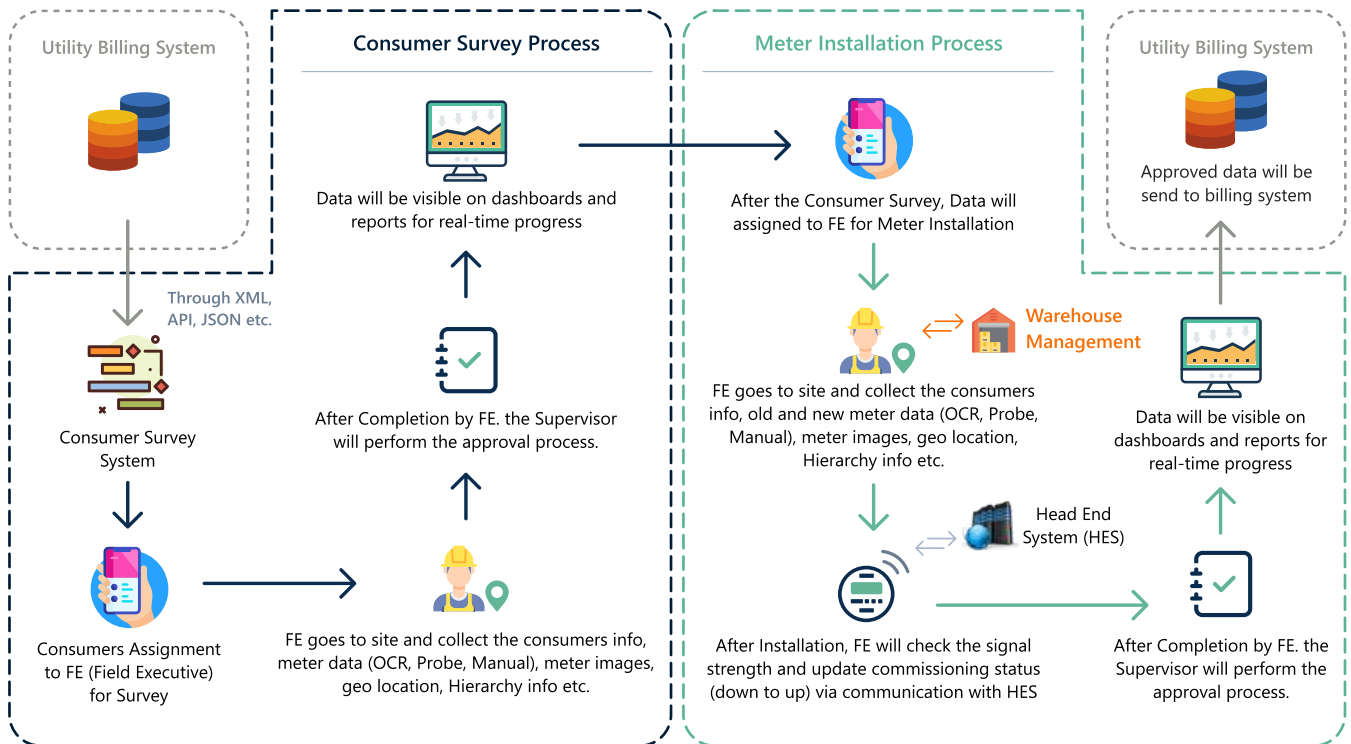 Utility Billing System
Through XML,
API, JSON etc.
Consumer Survey
System
Consumers Assignment
to FE (Field Executive)
for Survey
Consumer Survey Process
Data will be visible on dashboards and
reports for real-time progress
After Completion by FE. the Supervisor
will perform the approval process.
FE goes to site and collect the consumers info,
meter data (OCR, Probe, Manual), meter images,
geo location, Hierarchy info etc.
Meter Installation Process
After the Consumer Survey, Data will
assigned to FE for Meter Installation
Warehouse
Management
FE goes to site and collect the consumers
info, old and new meter data (OCR, Probe,
Manual), meter images, geo location,
Hierarchy info etc.
Head End
System (HES)
After Installation, FE will check the signal
strength and update commissioning status
(down to up) via communication with HES
Utility Billing System
Approved data will be
send to billing system
Data will be visible on
dashboards and reports for
real-time progress
After Completion by FE. the
Supervisor will perform the
approval process.